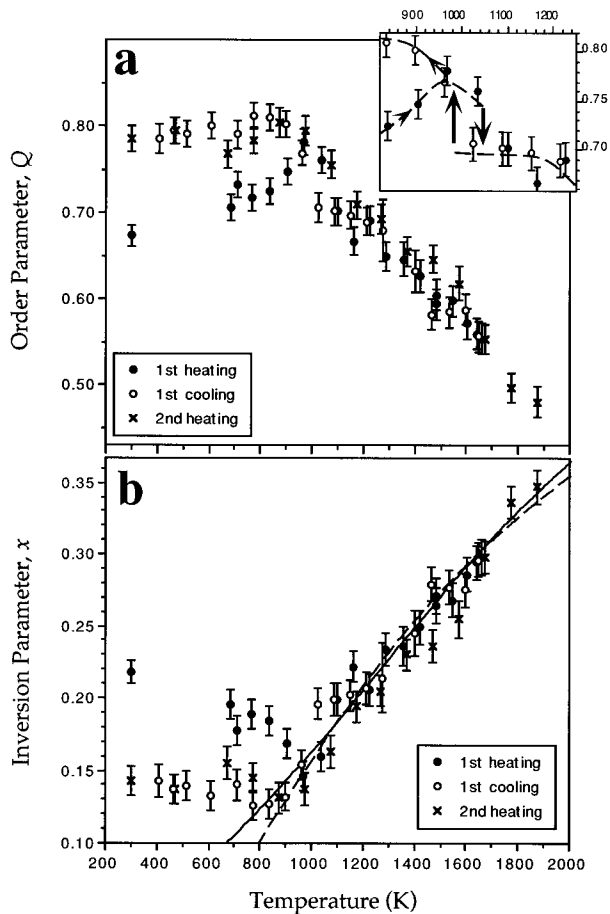 800 900 1000 1100 1200
a
0.80
0.75
0.70
0.80
0.70
0.60
0.50
Order Parameter, Q
1st heating
1st cooling
2nd heating
b
0.35
0.30
0.25
0.20
0.15
0.10
Inversion Parameter, x
1st heating
1st cooling
2nd heating
200 400 600 800 1000 1200 1400 1600 1800 2000
Temperature (K)